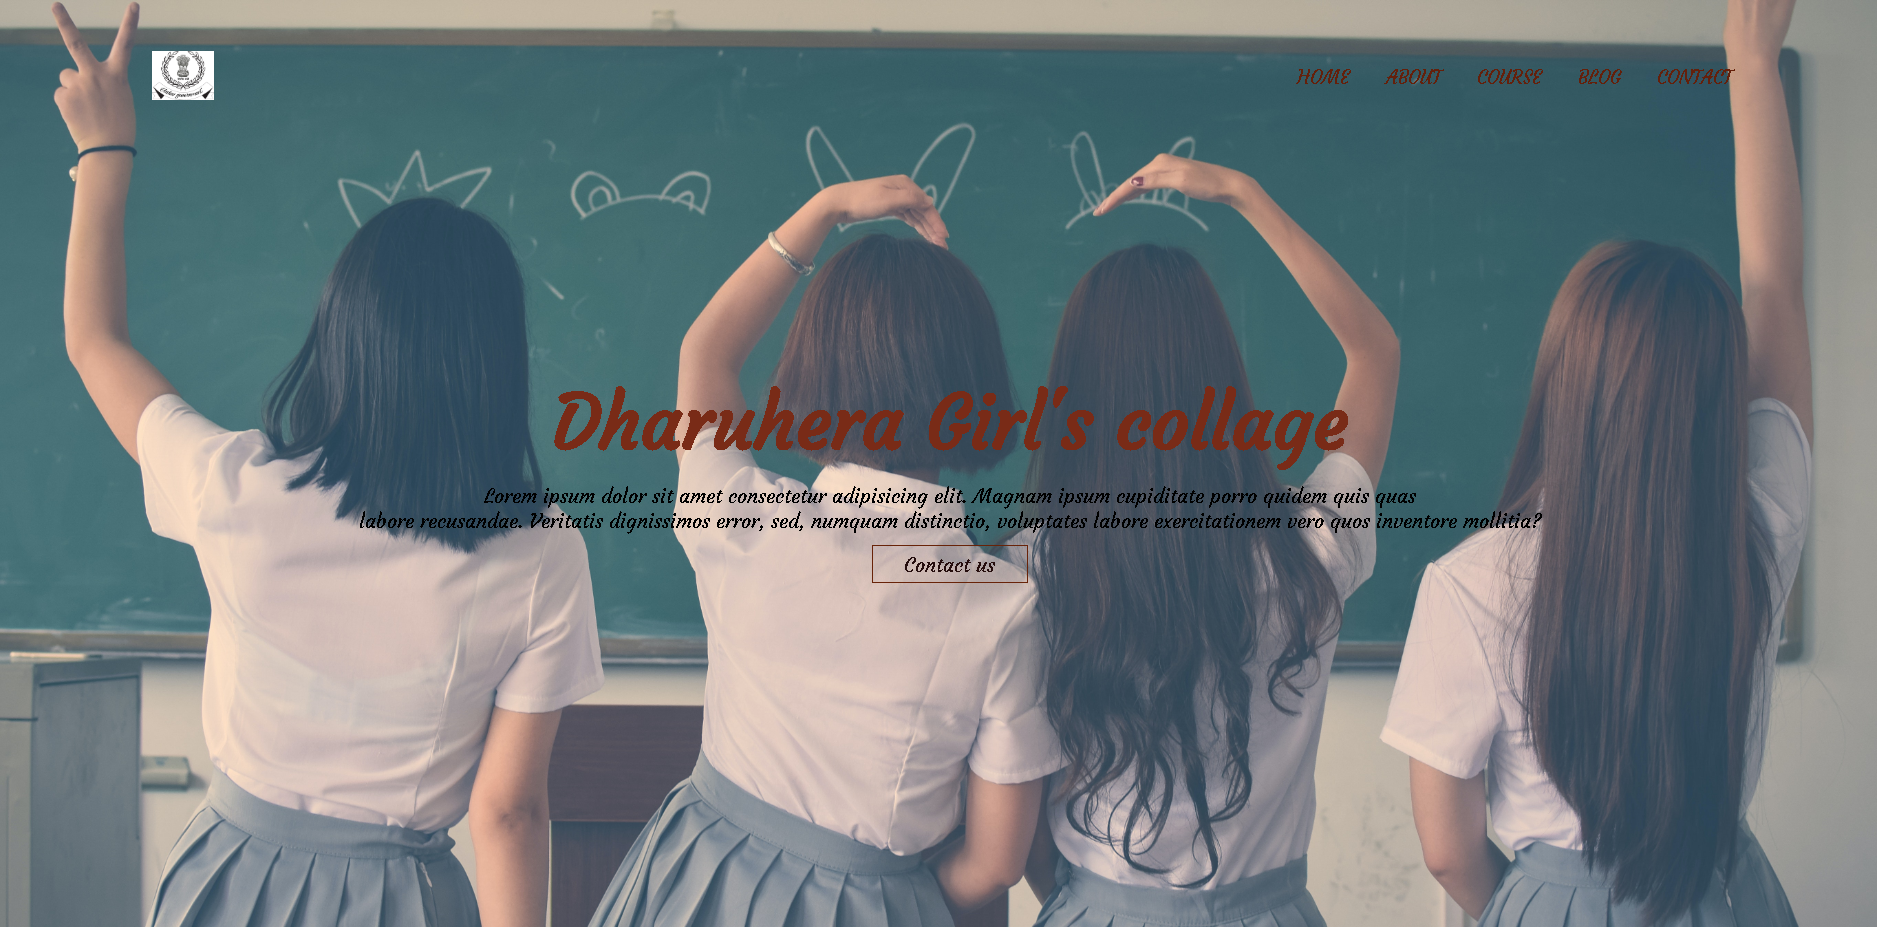 HOME ABOUT COURSE BLOG CONTACT
Dharuhera Girl's collage
Lorem ipsum dolor sit amet consectetur adipisicing elit. Magnam ipsum cupiditate porro quidem quis quas
labore recusandae. Veritatis dignissimos error, sed, numquam distinctio, voluptates labore exercitationem vero quos inventore mollitia?
Contact us